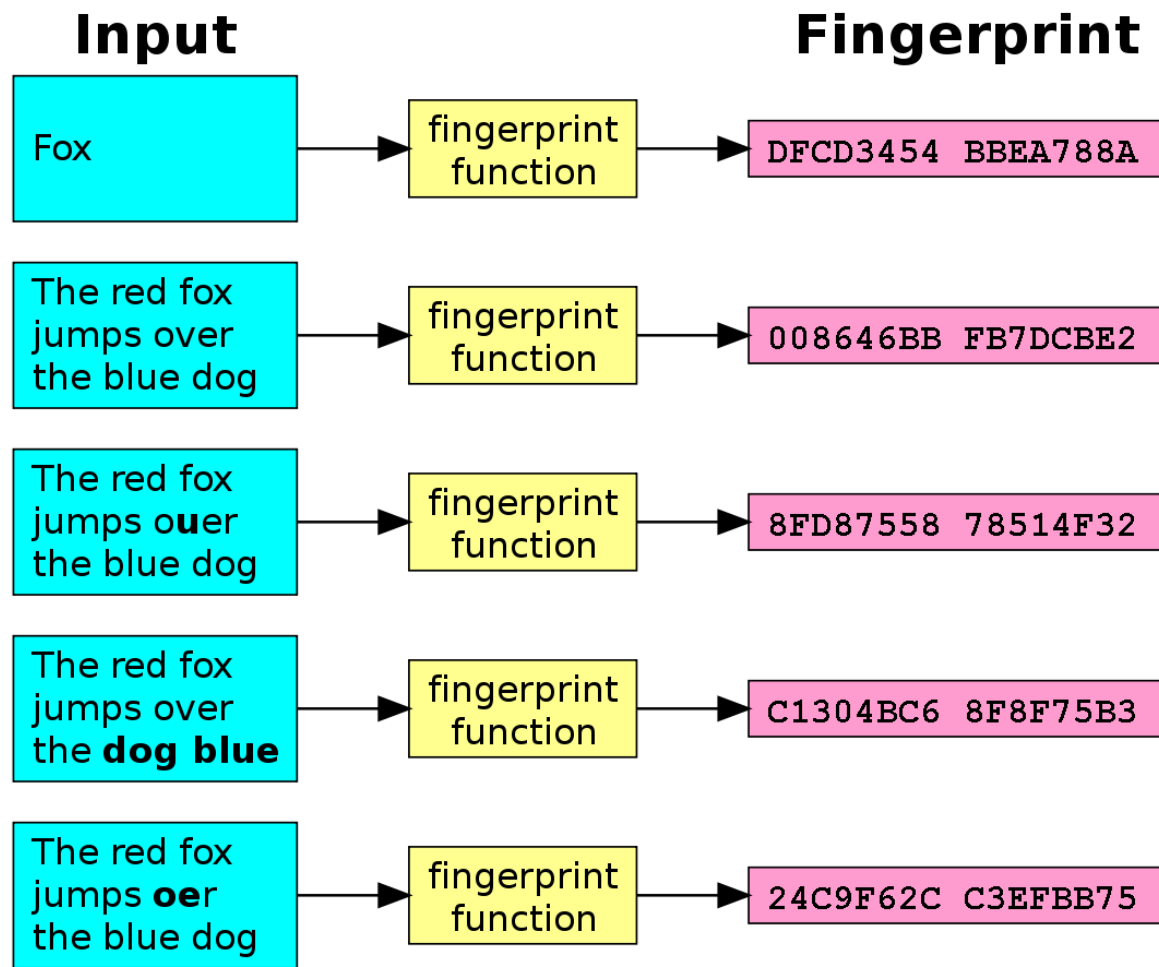 Input
Fingerprint
Fox
fingerprint
function
DFCD3454 BBEA788A
The red fox
jumps over
the blue dog
fingerprint
function
008646BB FB7DCBE2
The red fox
jumps ouer
the blue dog
fingerprint
function
8FD87558 78514F32
The red fox
jumps over
the dog blue
fingerprint
function
C1304BC6 8F8F75B3
The red fox
jumps oer
the blue dog
fingerprint
function
24C9F62C C3EFBB75